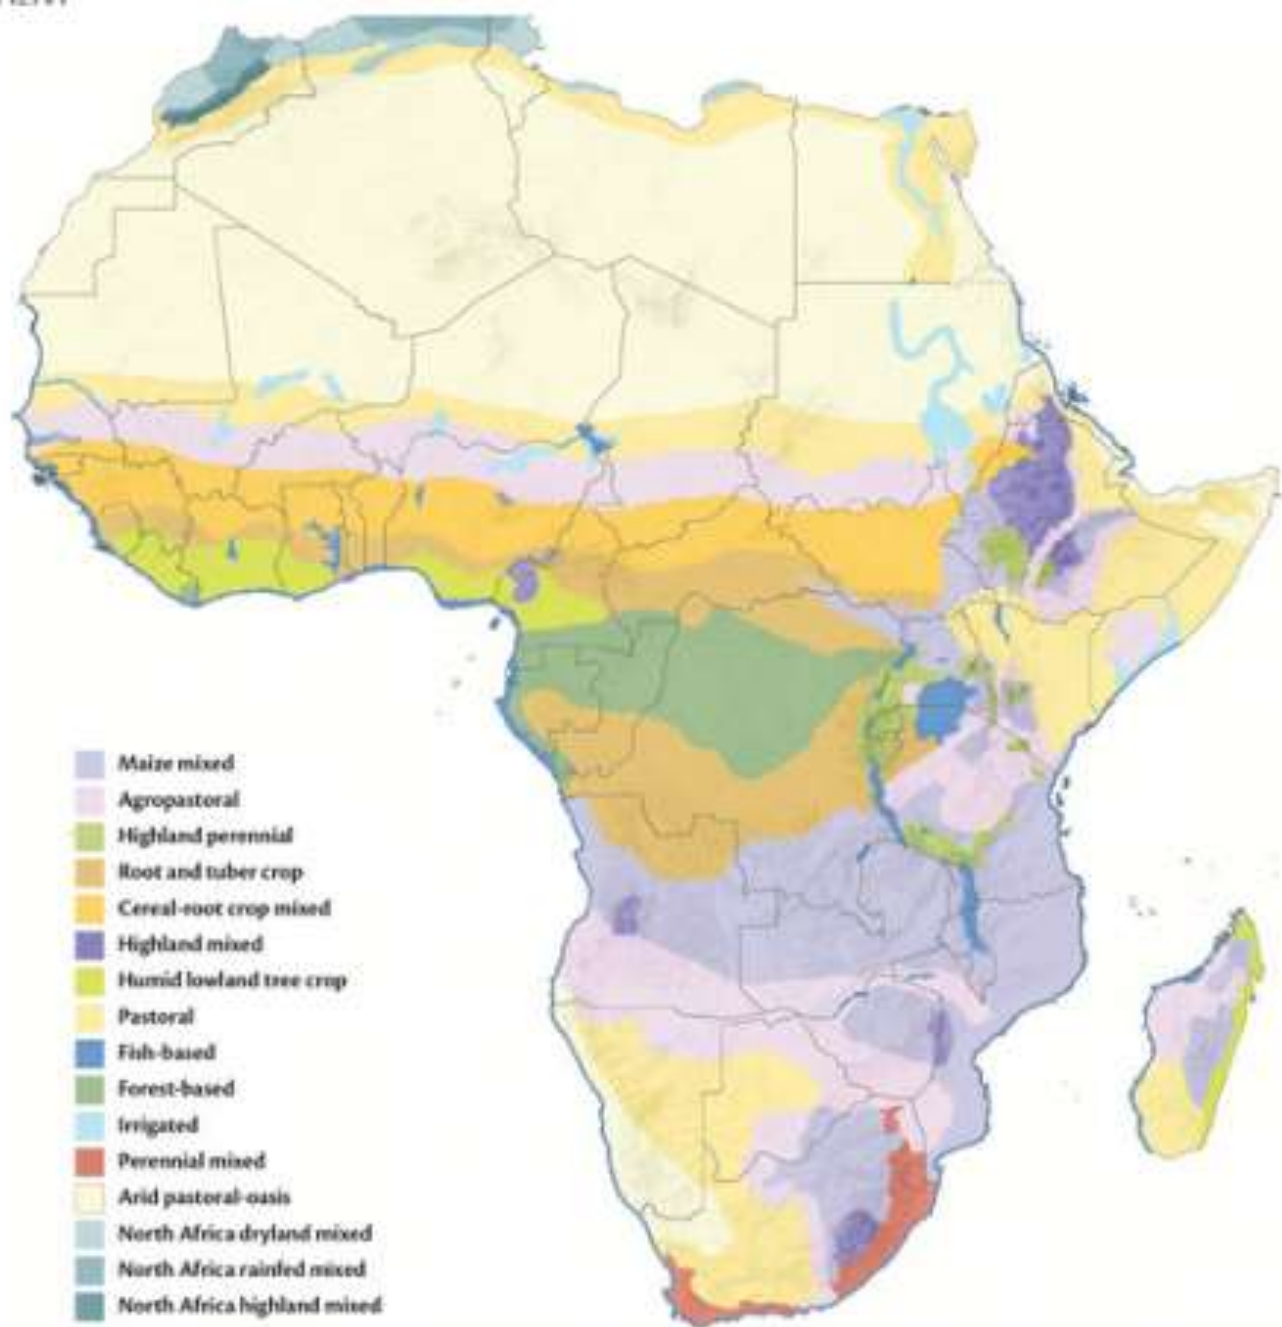 Maize mixed
Agropastoral
Highland perennial
Root and tuber crop
Cereal-root crop mixed
Highland mixed
Humid lowland tree crop
Pastoral
Fish-based
Forest-based
Irrigated
Perennial mixed
Arid pastoral-oasis
North Africa dryland mixed
North Africa rainfed mixed
North Africa highland mixed